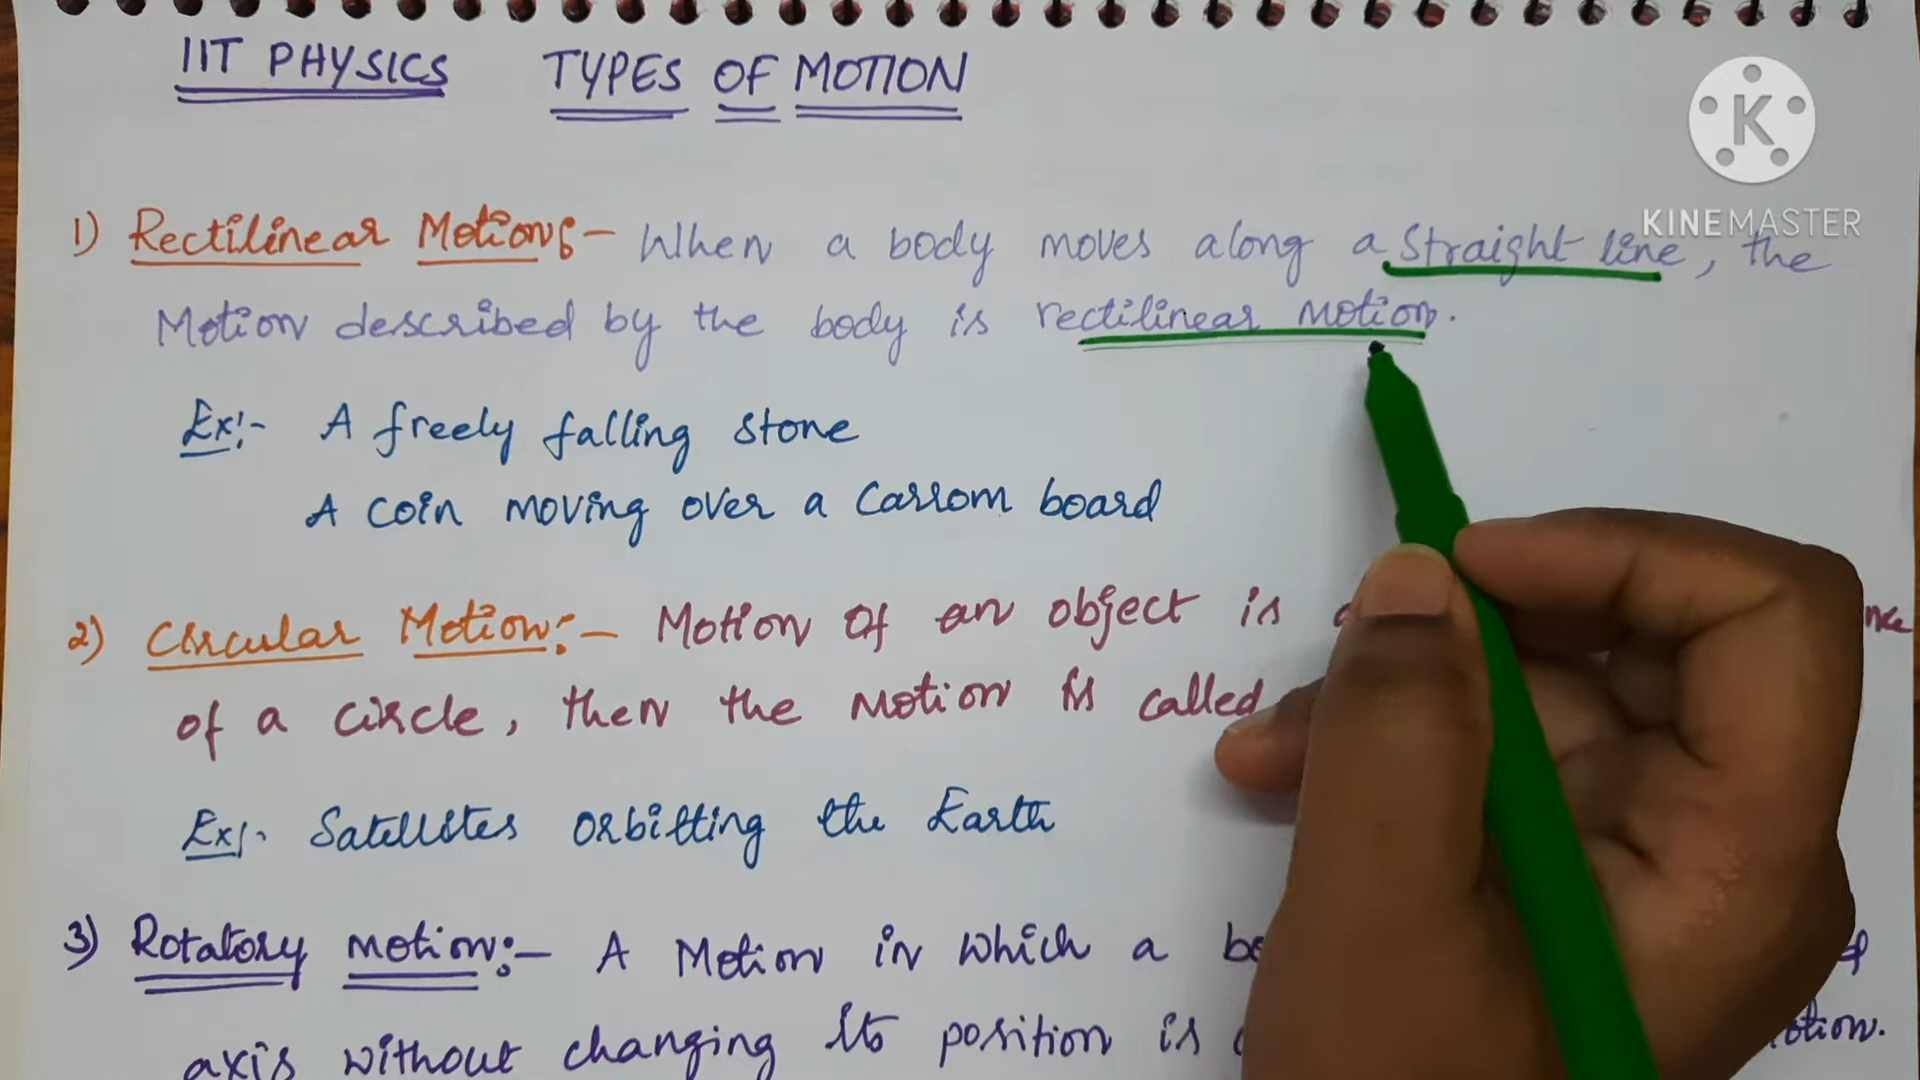 IIT PHYSICS TYPES OF MOTION
K
KINEMASTER
1) Rectilinear Motion:- When a body moves along a straight line, the
Motion described by the body is rectilinear motion.
Ex:- A freely falling stone
A coin moving over a Carrom board
2) Circular Motion:- Motion of an object is
of a circle, then the Motion is called
Ex:- Satellites orbitting the Earth
3) Rotatory motion:- A Motion in which a
axis without changing its position is